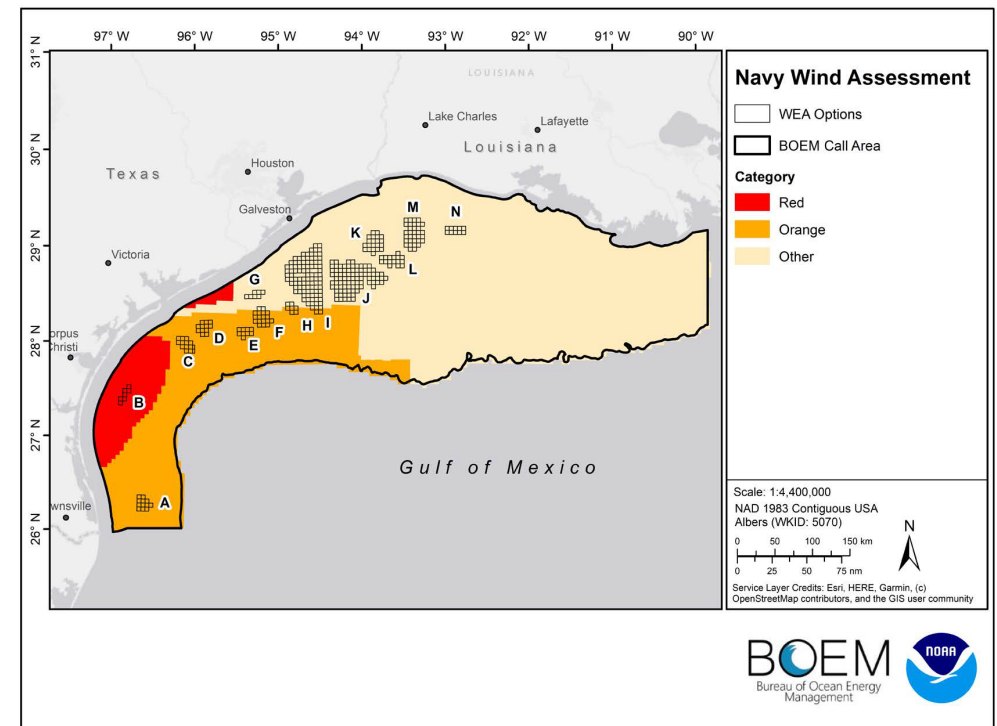 97° W 96° W 95° W 94° W 93° W 92° W 91° W 90° W
31° N
30° N
29° N
28° N
27° N
26° N
LOUISIANA
Lake Charles
Lafayette
Louisiana
Houston
Texas
Galveston
Victoria
orpus
Christi
wnsville
M
N
K
L
G
J
H
I
F
D
E
C
B
A
Gulf of Mexico
Navy Wind Assessment
WEA Options
BOEM Call Area
Category
Red
Orange
Other
Scale: 1:4,400,000
NAD 1983 Contiguous USA
Albers (WKID: 5070)
N
0 50 100 150 km
0 25 50 75 nm
Service Layer Credits: Esri, HERE, Garmin, (c)
OpenStreetMap contributors, and the GIS user community
BOEM
Bureau of Ocean Energy
Management
NOAA